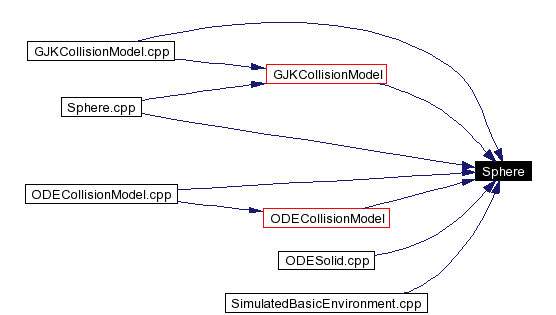 GJKCollisionModel.cpp
GJKCollisionModel
Sphere.cpp
Sphere
ODECollisionModel.cpp
ODECollisionModel
ODESolid.cpp
SimulatedBasicEnvironment.cpp